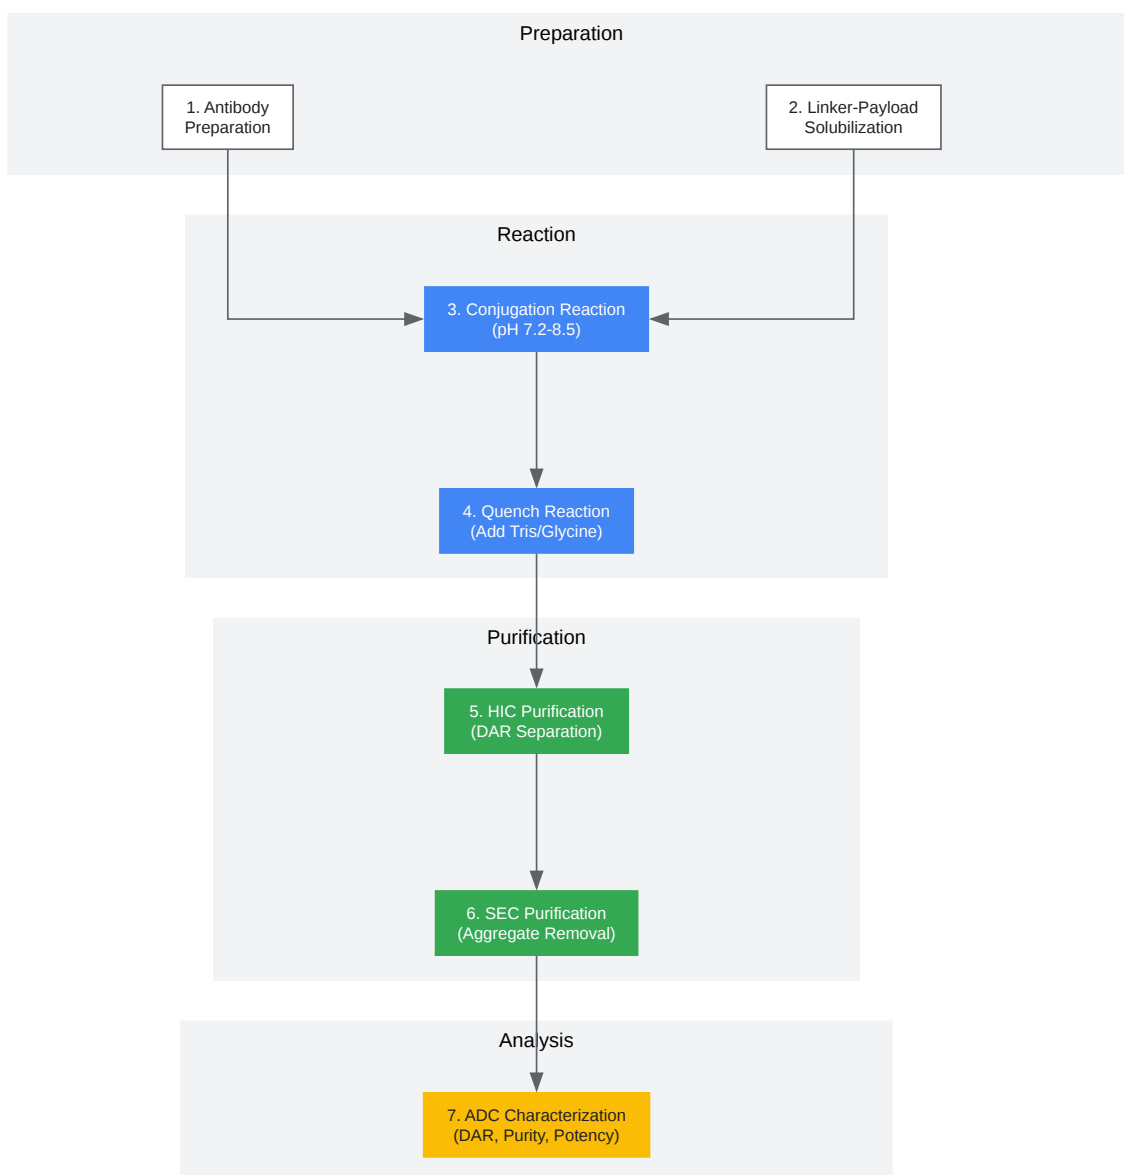 Preparation
1. Antibody
Preparation
2. Linker-Payload
Solubilization
Reaction
3. Conjugation Reaction
(pH 7.2-8.5)
4. Quench Reaction
(Add Tris/Glycine)
Purification
5. HIC Purification
(DAR Separation)
6. SEC Purification
(Aggregate Removal)
Analysis
7. ADC Characterization
(DAR, Purity, Potency)